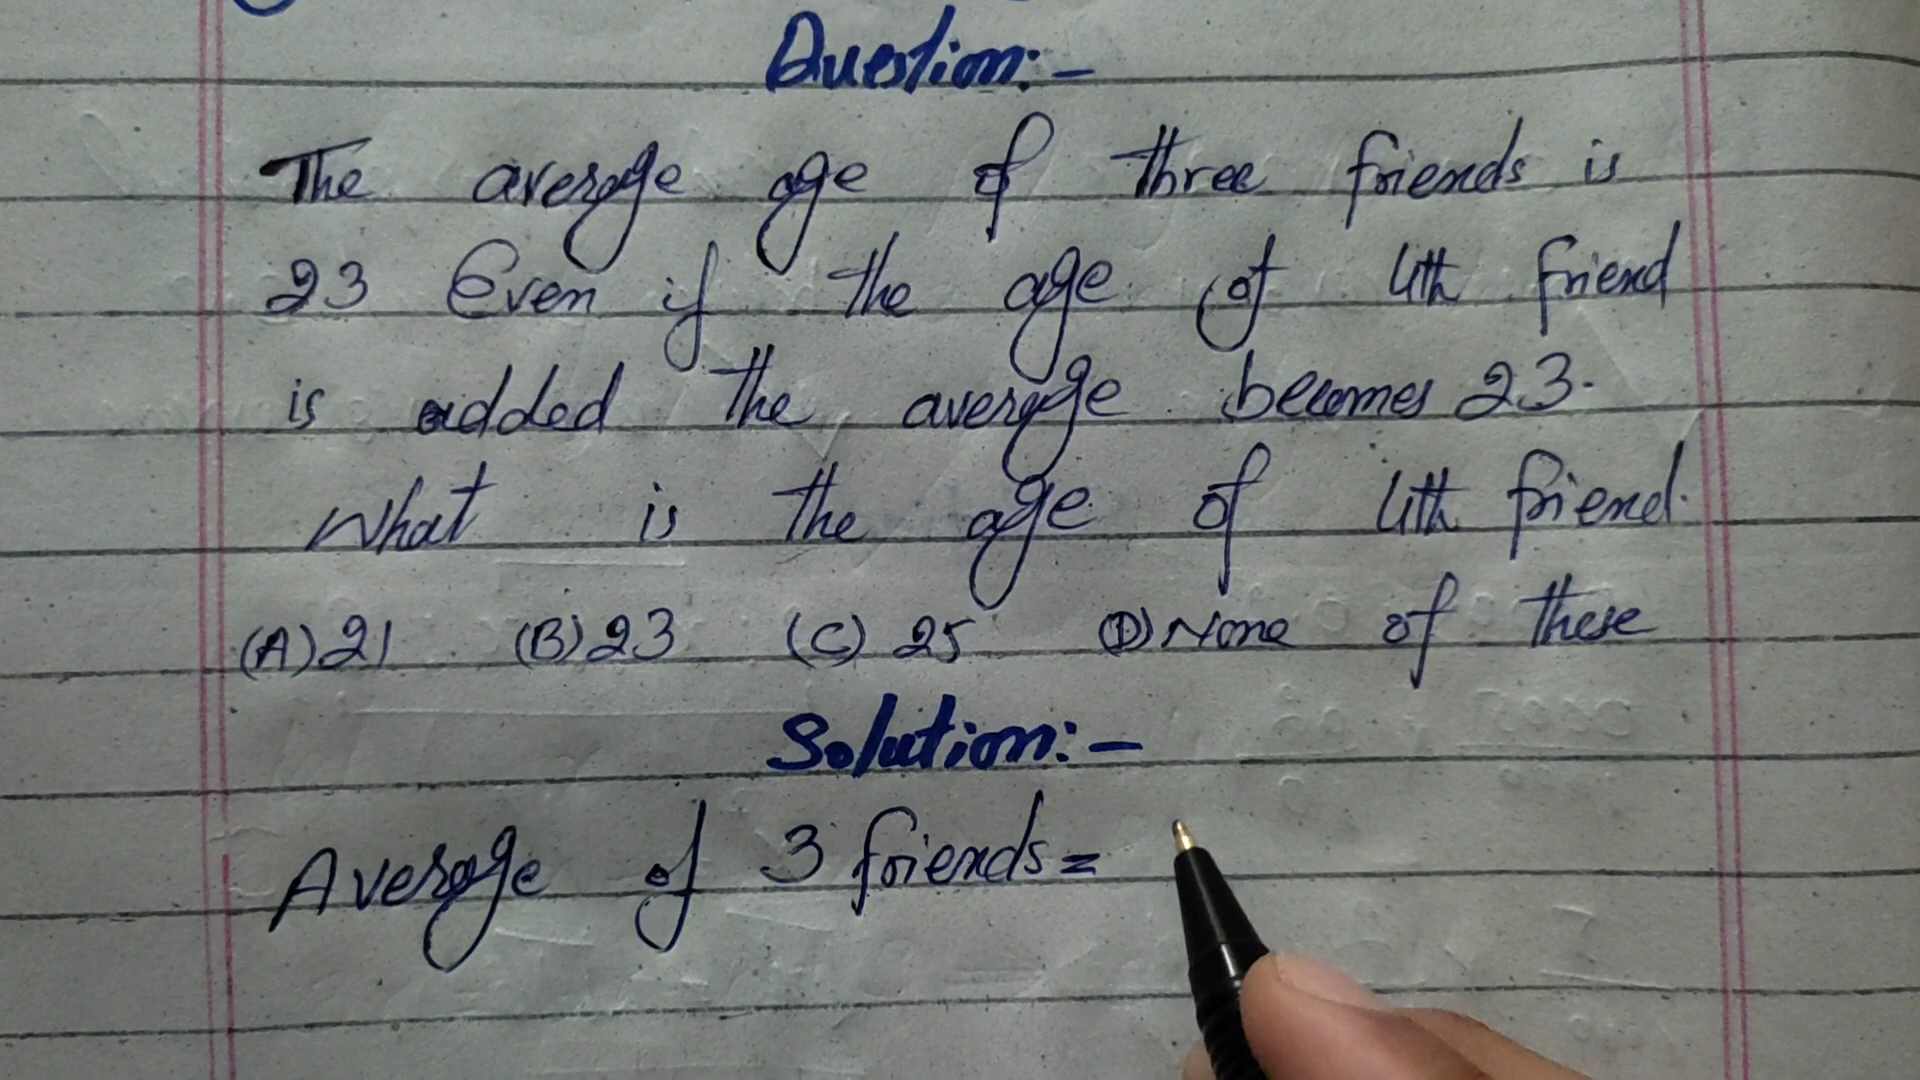 Question:-
The average age of three friends is
23 Even if the age of 4th friend
is added the average becomes 23.
What is the age of 4th friend.
(A) 21 (B) 23 (C) 25 (D) None of these
Solution:-
Average of 3 friends =